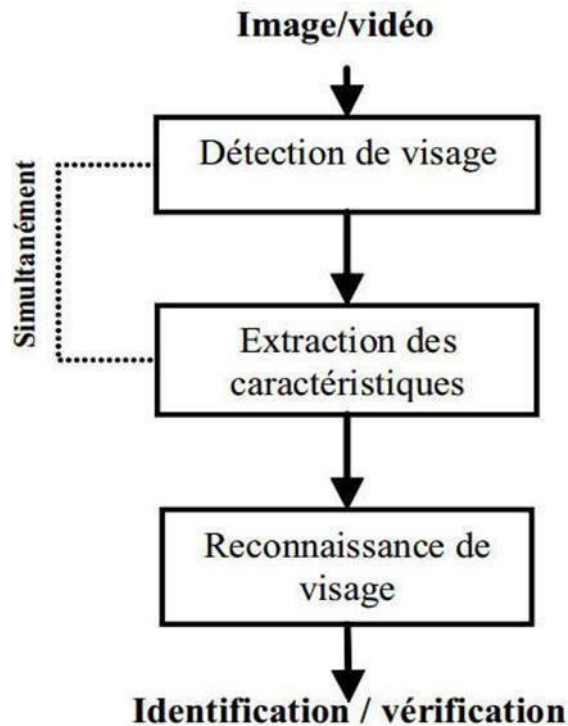 Image/vidéo
Détection de visage
Simultanément
Extraction des
caractéristiques
Reconnaissance de
visage
Identification / vérification